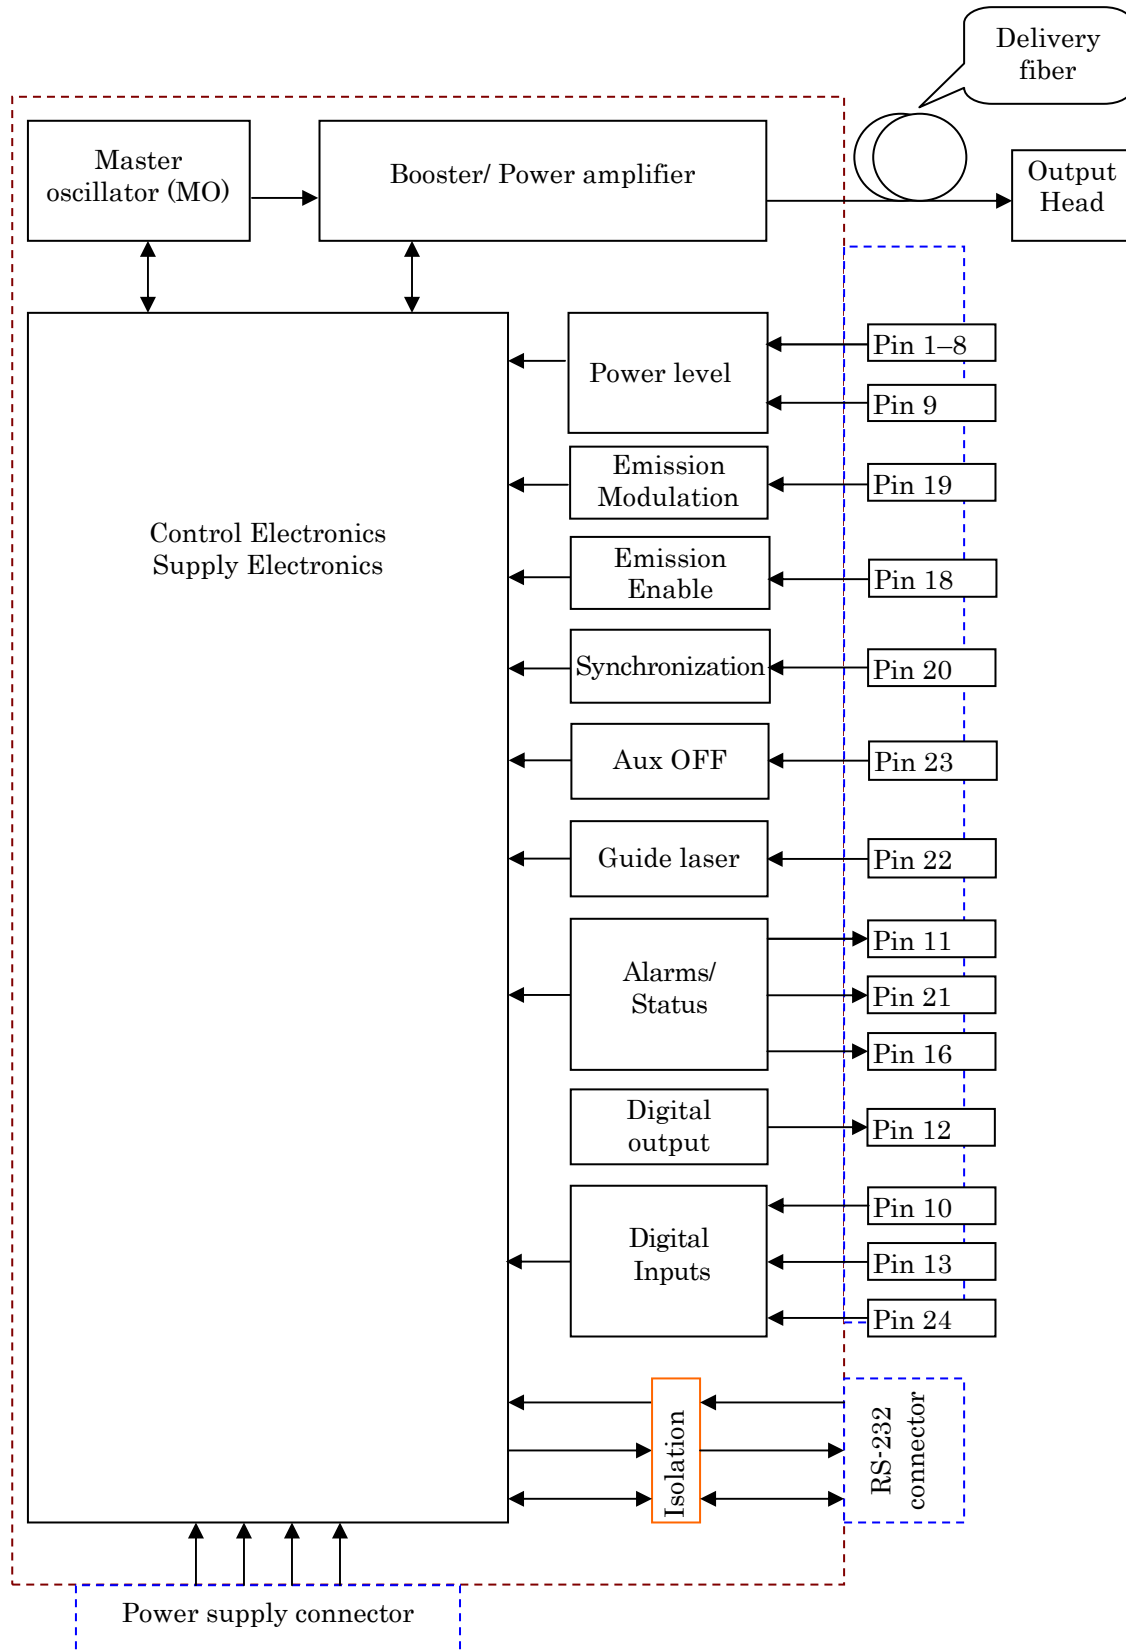 Delivery
fiber
Master
oscillator (MO)
Booster/ Power amplifier
Output
Head
Power level
Pin 1–8
Pin 9
Emission
Modulation
Pin 19
Control Electronics
Supply Electronics
Emission
Enable
Pin 18
Synchronization
Pin 20
Aux OFF
Pin 23
Guide laser
Pin 22
Alarms/
Status
Pin 11
Pin 21
Pin 16
Digital
output
Pin 12
Digital
Inputs
Pin 10
Pin 13
Pin 24
Isolation
RS-232
connector
Power supply connector